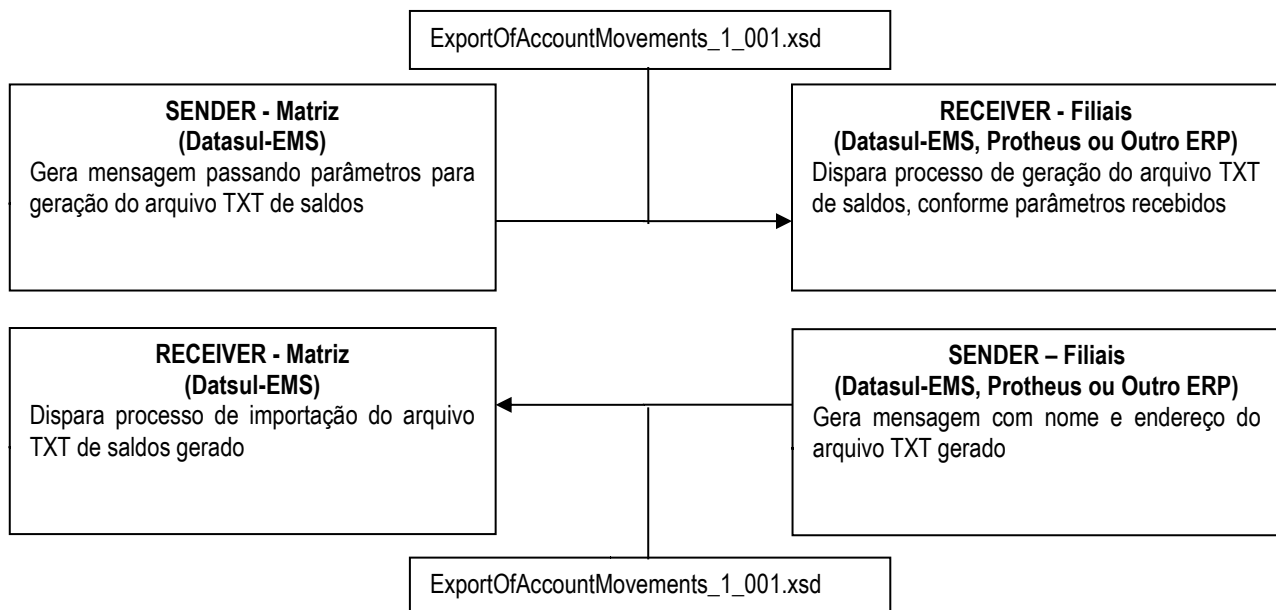 ExportOfAccountMovements_1_001.xsd
SENDER - Matriz
(Datasul-EMS)
Gera mensagem passando parâmetros para
geração do arquivo TXT de saldos
RECEIVER - Filiais
(Datasul-EMS, Protheus ou Outro ERP)
Dispara processo de geração do arquivo TXT
de saldos, conforme parâmetros recebidos
RECEIVER - Matriz
(Datsul-EMS)
Dispara processo de importação do arquivo
TXT de saldos gerado
SENDER – Filiais
(Datasul-EMS, Protheus ou Outro ERP)
Gera mensagem com nome e endereço do
arquivo TXT gerado
ExportOfAccountMovements_1_001.xsd